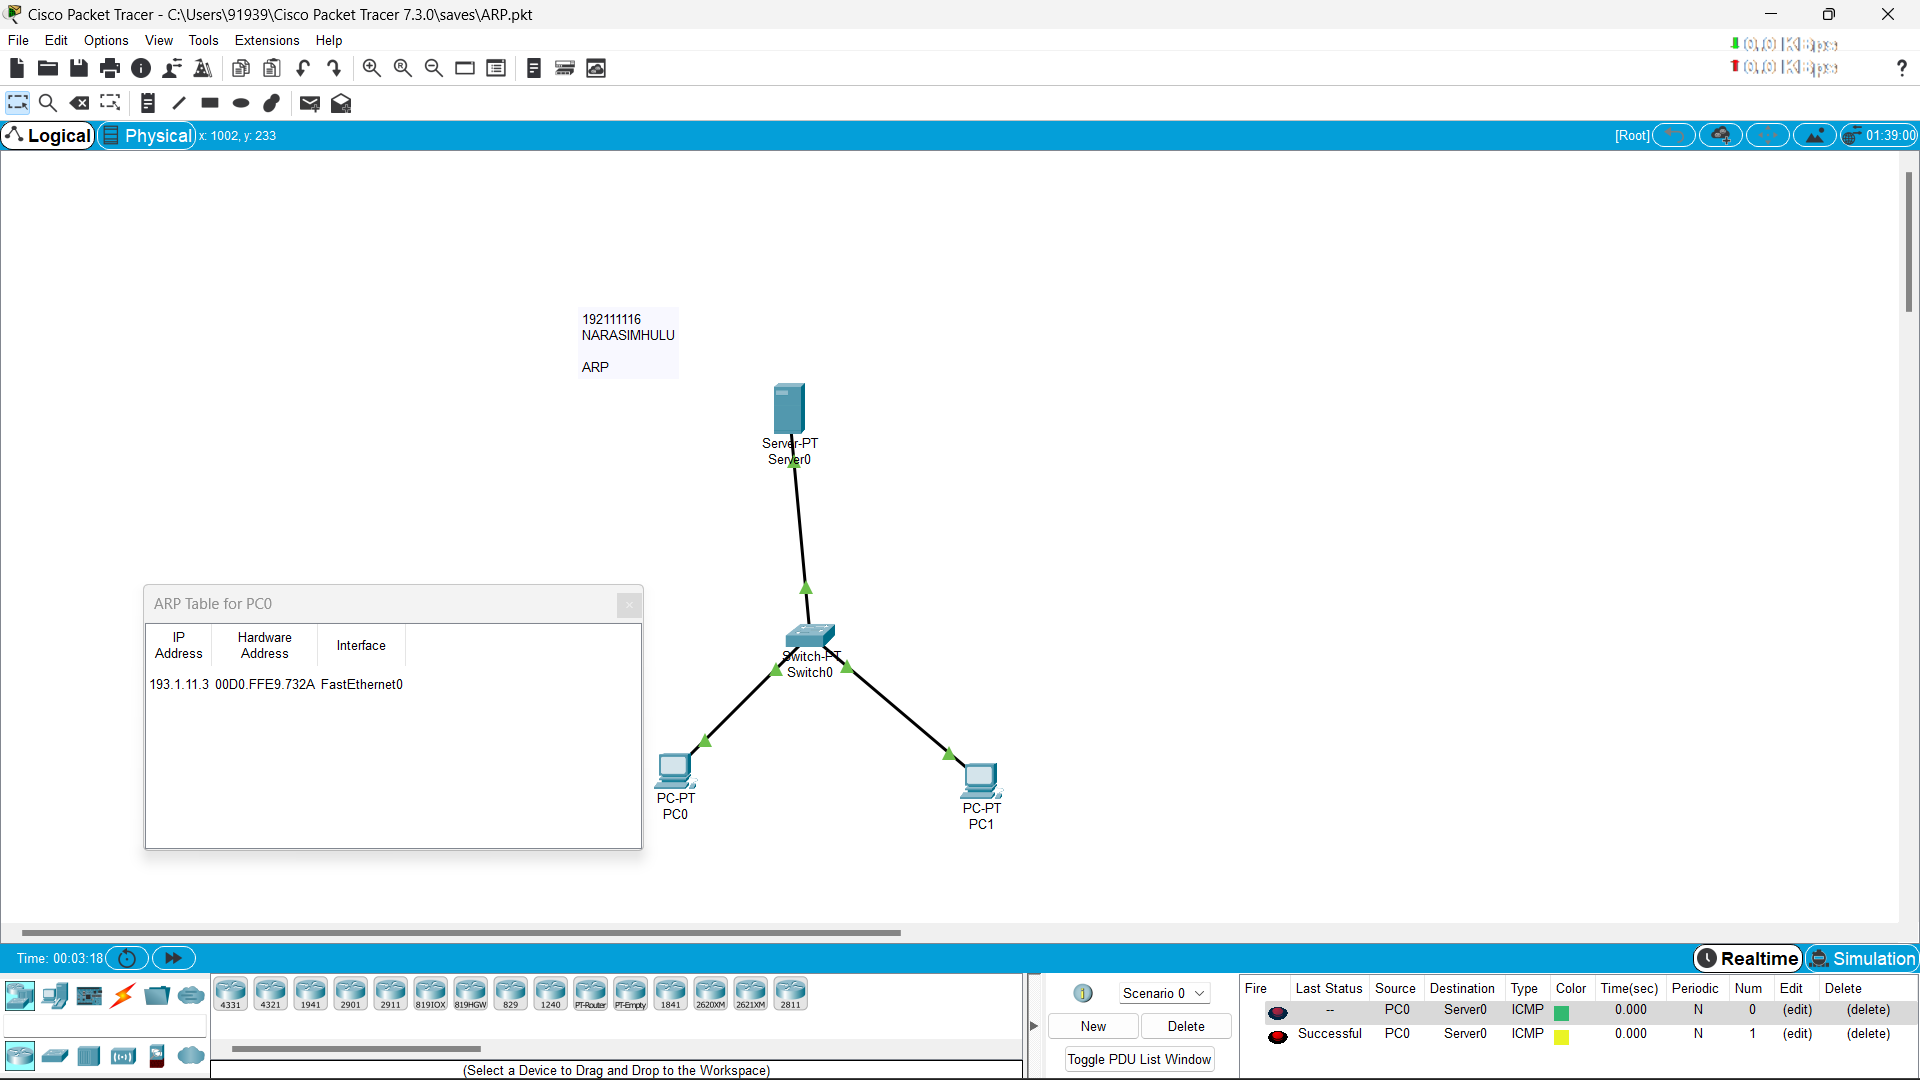 Cisco Packet Tracer - C:\Users\91939\Cisco Packet Tracer 7.3.0\saves\ARP.pkt
File Edit Options View Tools Extensions Help
0.0 KBps
0.0 KBps
?
Logical Physical x: 1002, y: 233 [Root] 01:39:00
192111116
NARASIMHULU
ARP
Server-PT
Server0
Switch-PT
Switch0
PC-PT
PC0
PC-PT
PC1
ARP Table for PC0
IP Address Hardware Address Interface
193.1.11.3 00D0.FFE9.732A FastEthernet0
Time: 00:03:18 Realtime Simulation
4331 4321 1941 2901 2911 819IOX 819HGW 829 1240 PT-Router PT-Empty 1841 2620XM 2621XM 2811
(Select a Device to Drag and Drop to the Workspace)
Scenario 0
New Delete
Toggle PDU List Window
Fire Last Status Source Destination Type Color Time(sec) Periodic Num Edit Delete
-- PC0 Server0 ICMP 0.000 N 0 (edit) (delete)
Successful PC0 Server0 ICMP 0.000 N 1 (edit) (delete)